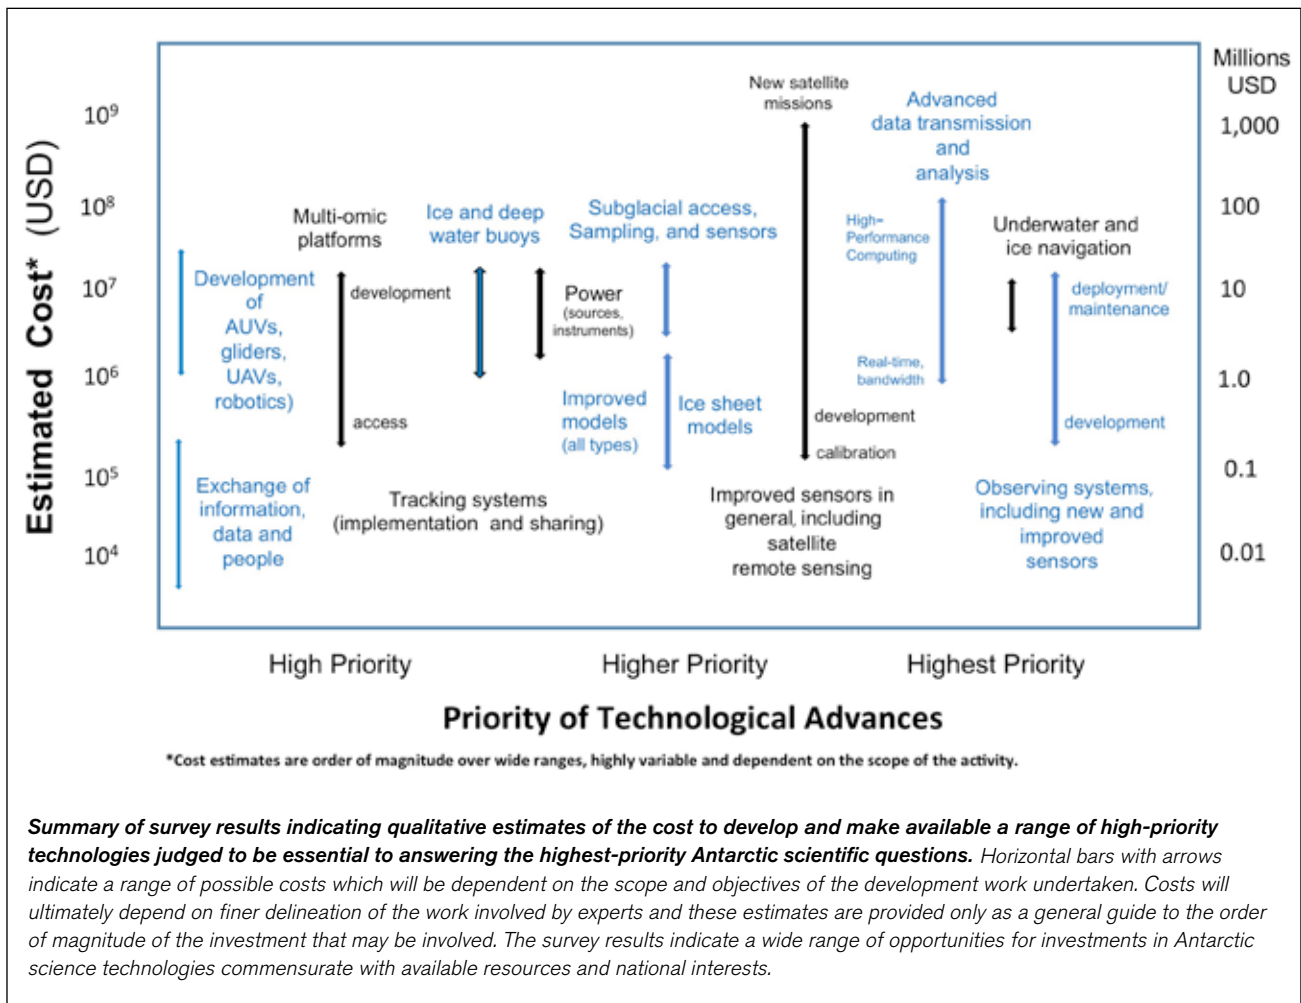 Millions
USD
New satellite
missions
Advanced
data transmission
and
analysis
10⁹
1,000
10⁸
100
Multi-omic
platforms
Ice and deep
water buoys
Subglacial access,
Sampling, and sensors
High=
Performance
Computing
Underwater and
ice navigation
Estimated Cost* (USD)
Development
of
AUVs,
gliders,
UAVs,
robotics)
10⁷
10
development
Power
(sources,
instruments)
deployment/
maintenance
10⁶
1.0
Real-time,
bandwidth
access
Improved
models
(all types)
Ice sheet
models
development
calibration
development
10⁵
0.1
Exchange of
information,
data and
people
Tracking systems
(implementation and sharing)
Improved sensors in
general, including
satellite
remote sensing
Observing systems,
including new and
improved
sensors
10⁴
0.01
High Priority
Higher Priority
Highest Priority
Priority of Technological Advances
*Cost estimates are order of magnitude over wide ranges, highly variable and dependent on the scope of the activity.
Summary of survey results indicating qualitative estimates of the cost to develop and make available a range of high-priority
technologies judged to be essential to answering the highest-priority Antarctic scientific questions. Horizontal bars with arrows
indicate a range of possible costs which will be dependent on the scope and objectives of the development work undertaken. Costs will
ultimately depend on finer delineation of the work involved by experts and these estimates are provided only as a general guide to the order
of magnitude of the investment that may be involved. The survey results indicate a wide range of opportunities for investments in Antarctic
science technologies commensurate with available resources and national interests.